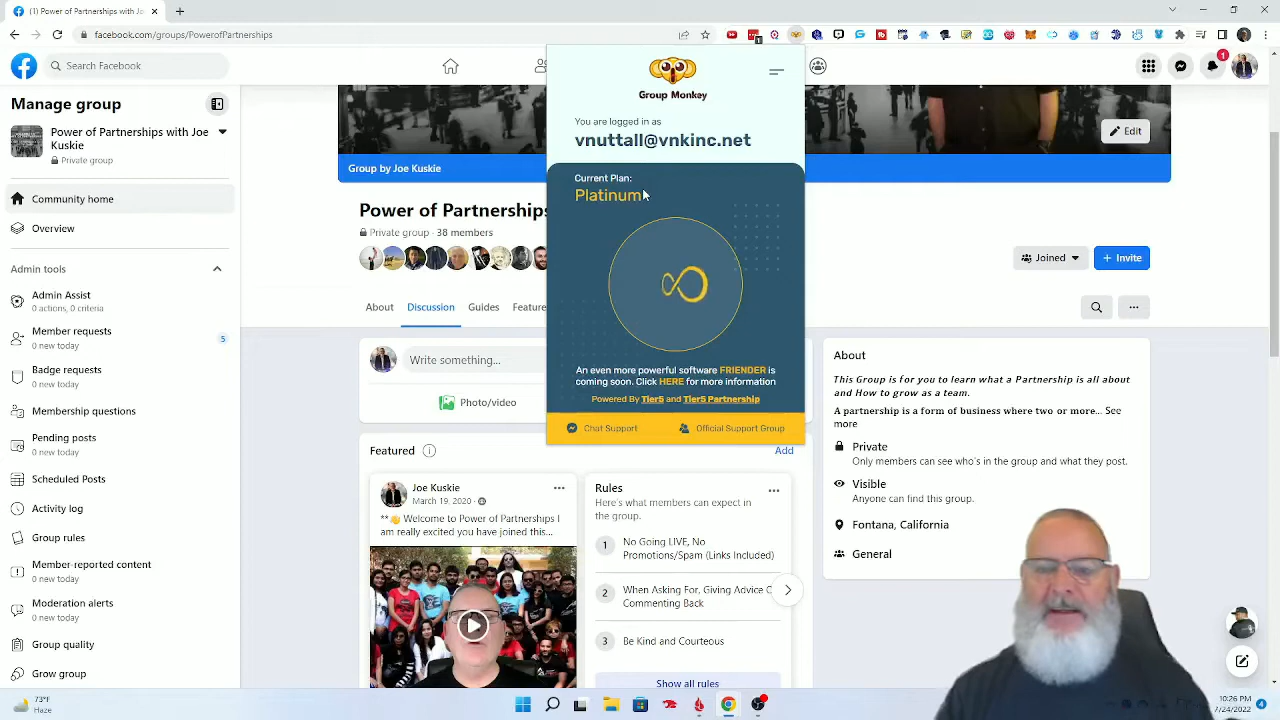 (1) Power of Partnerships with Jo
facebook.com/groups/PowerofPartnerships
1
Search Facebook
1
Manage group
Power of Partnerships with Joe
Kuskie
Private group
Community home
Overview
Admin tools
Admin Assist
0 actions, 0 criteria
Member requests
0 new today
5
Badge requests
0 new today
Membership questions
Pending posts
0 new today
Scheduled Posts
Activity log
Group rules
Member-reported content
0 new today
Moderation alerts
0 new today
Group quality
Grow group
Edit
Group by Joe Kuskie
Power of Partnerships
Private group · 38 members
Joined
+ Invite
About
Discussion
Guides
Feature
Write something...
Photo/video
Featured
Add
Joe Kuskie
March 19, 2020 ·
**👋 Welcome to Power of Partnerships I
am really excited you have joined this...
Rules
Here's what members can expect in
the group.
1
No Going LIVE, No
Promotions/Spam (Links Included)
2
When Asking For, Giving Advice C
Commenting Back
3
Be Kind and Courteous
Show all rules
Group Monkey
You are logged in as
vnuttall@vnkinc.net
Current Plan:
Platinum
An even more powerful software FRIENDER is
coming soon. Click HERE for more information
Powered By Tier5 and Tier5 Partnership
Chat Support
Official Support Group
About
This Group is for you to learn what a Partnership is all about
and How to grow as a team.
A partnership is a form of business where two or more... See
more
Private
Only members can see who's in the group and what they post.
Visible
Anyone can find this group.
Fontana, California
General
73°F
Haze
10:26 PM
7/24/2022
4